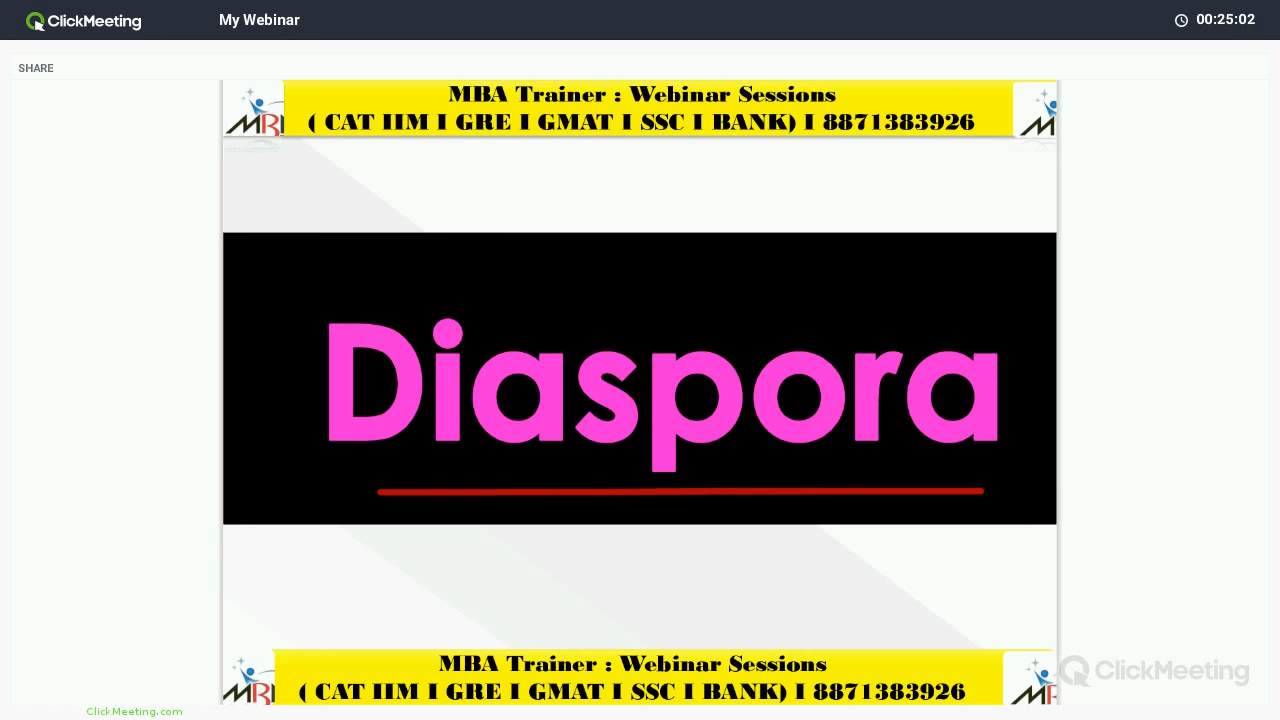 ClickMeeting
My Webinar
00:25:02
SHARE
MBA Trainer : Webinar Sessions
( CAT IIM I GRE I GMAT I SSC I BANK) I 8871383926
Diaspora
MBA Trainer : Webinar Sessions
( CAT IIM I GRE I GMAT I SSC I BANK) I 8871383926
ClickMeeting
ClickMeeting.com